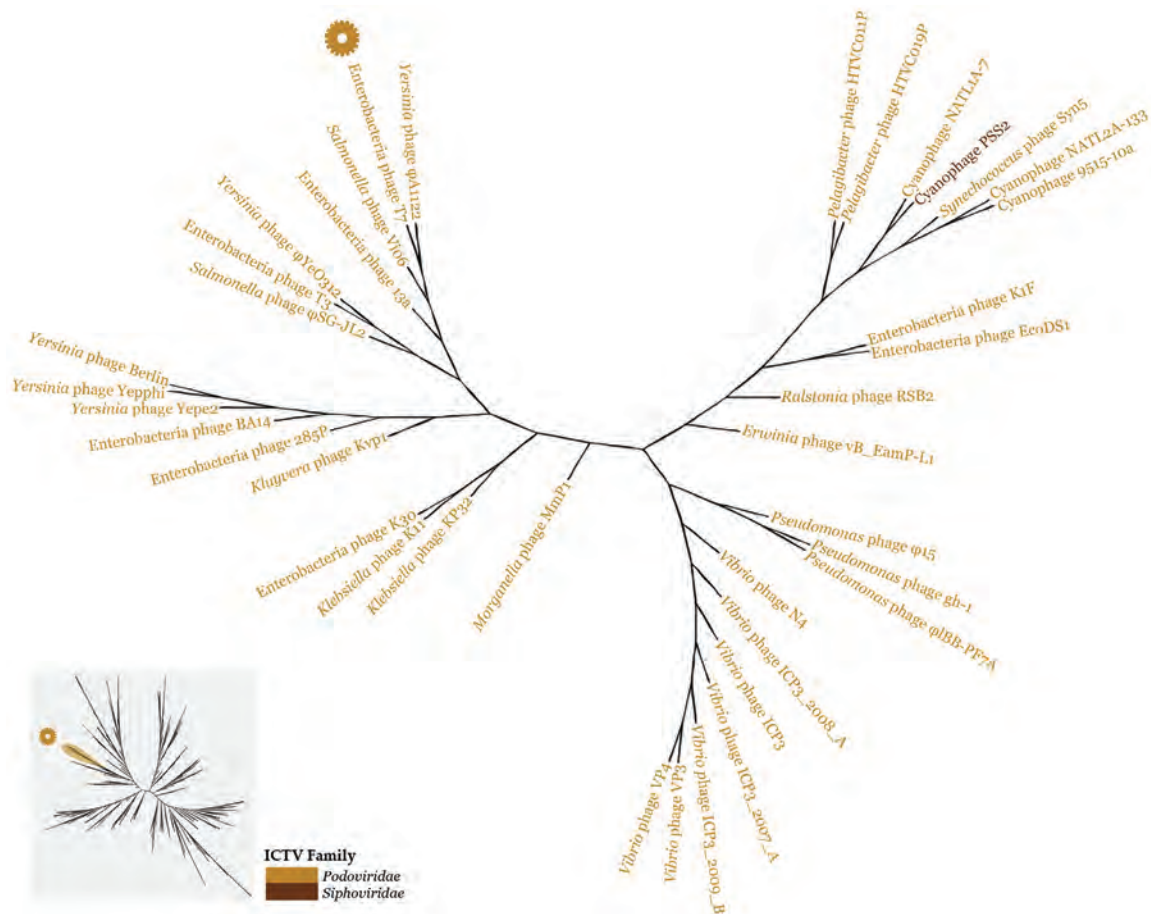 Enterobacteria phage T7
Yersinia phage φA1122
Salmonella phage Vi06
Enterobacteria phage 13a
Yersinia phage φYeO312
Enterobacteria phage T3
Salmonella phage φSG-JL2
Yersinia phage Berlin
Yersinia phage Yepphi
Yersinia phage Yepe2
Enterobacteria phage BA14
Enterobacteria phage 285P
Kluyvera phage Kvp1
Enterobacteria phage K30
Klebsiella phage K11
Klebsiella phage KP32
Morganella phage MmP1
Pelagibacter phage HTVC011P
Pelagibacter phage HTVC019P
Cyanophage NATL1A-7
Cyanophage PSS2
Synechococcus phage Syn5
Cyanophage NATL2A-133
Cyanophage 9515-10a
Enterobacteria phage K1F
Enterobacteria phage EcoDS1
Ralstonia phage RSB2
Erwinia phage vB_EamP-L1
Pseudomonas phage φ15
Pseudomonas phage gh-1
Pseudomonas phage φIBB-PF7A
Vibrio phage N4
Vibrio phage ICP3_2008_A
Vibrio phage ICP3
Vibrio phage ICP3_2007_A
Vibrio phage ICP3_2009_B
Vibrio phage VP3
Vibrio phage VP4
ICTV Family
Podoviridae
Siphoviridae